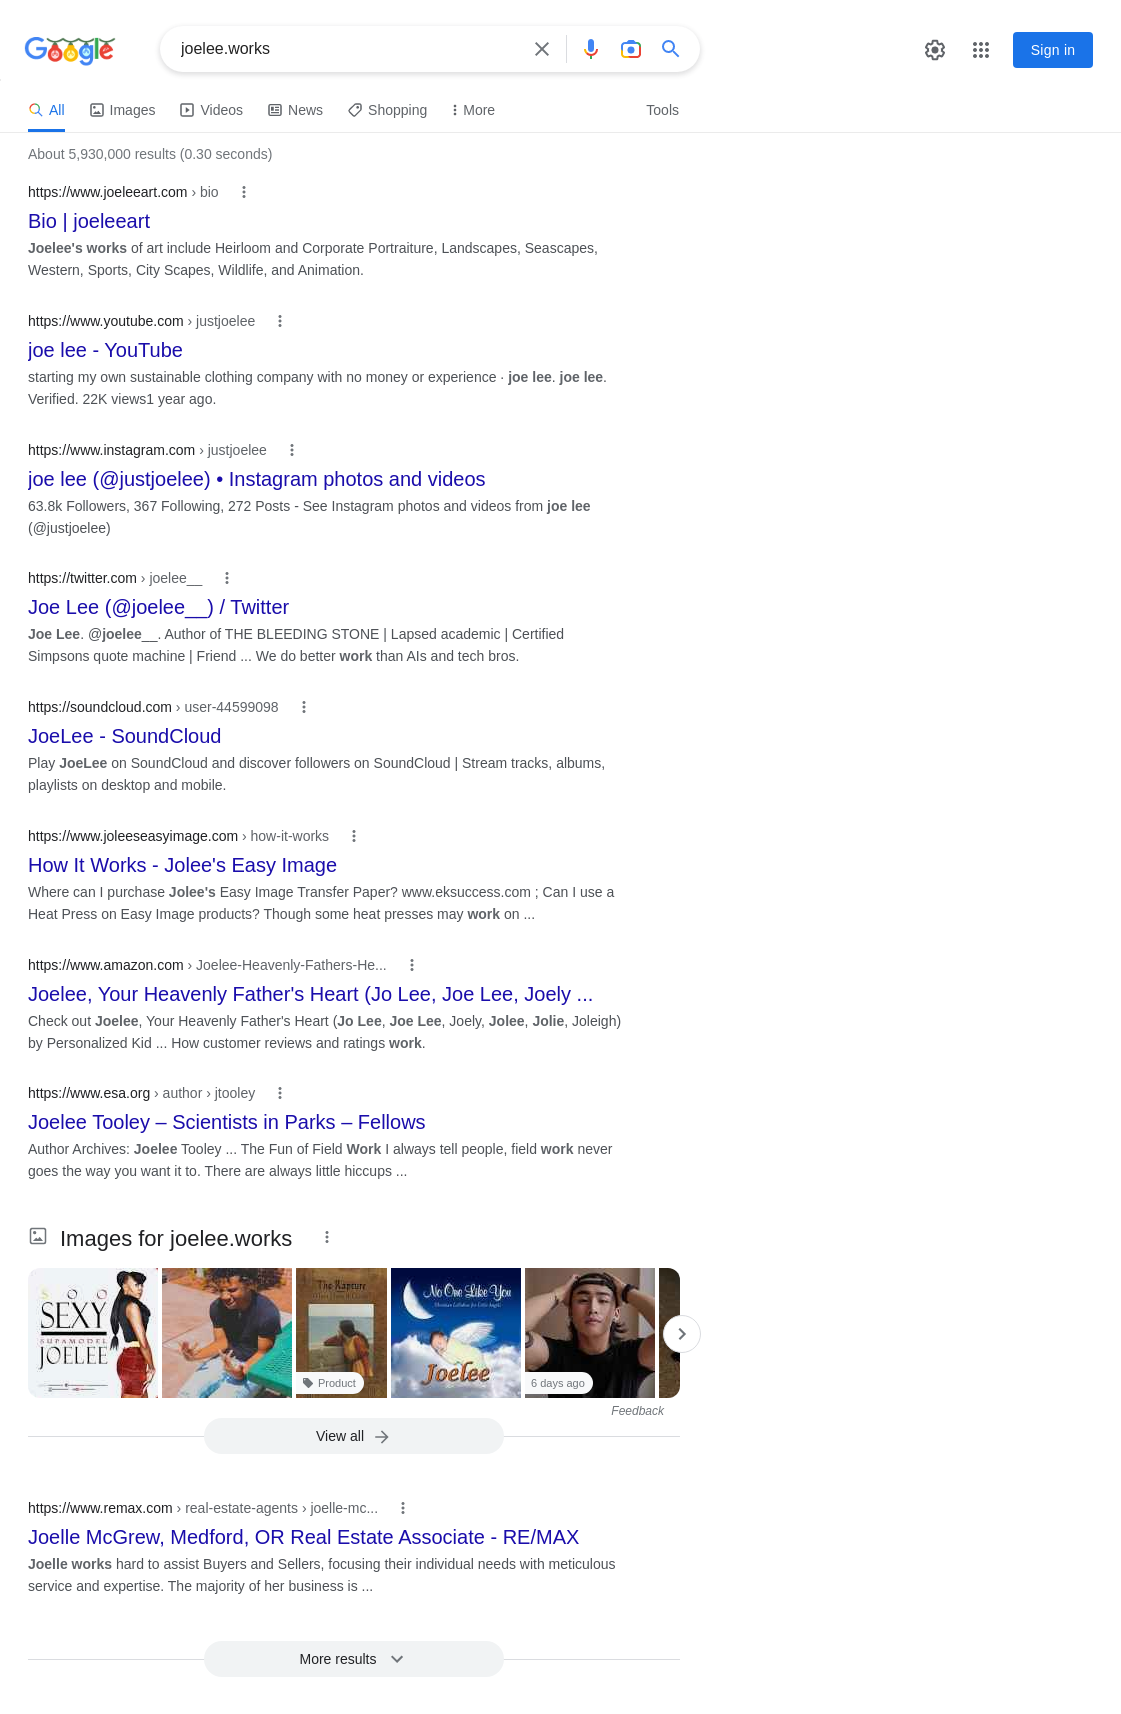 Google
joelee.works
Sign in
All Images Videos News Shopping More Tools
About 5,930,000 results (0.30 seconds)
https://www.joeleeart.com › bio
Bio | joeleeart
Joelee's works of art include Heirloom and Corporate Portraiture, Landscapes, Seascapes,
Western, Sports, City Scapes, Wildlife, and Animation.
https://www.youtube.com › justjoelee
joe lee - YouTube
starting my own sustainable clothing company with no money or experience · joe lee. joe lee.
Verified. 22K views1 year ago.
https://www.instagram.com › justjoelee
joe lee (@justjoelee) • Instagram photos and videos
63.8k Followers, 367 Following, 272 Posts - See Instagram photos and videos from joe lee
(@justjoelee)
https://twitter.com › joelee__
Joe Lee (@joelee__) / Twitter
Joe Lee. @joelee__. Author of THE BLEEDING STONE | Lapsed academic | Certified
Simpsons quote machine | Friend ... We do better work than AIs and tech bros.
https://soundcloud.com › user-44599098
JoeLee - SoundCloud
Play JoeLee on SoundCloud and discover followers on SoundCloud | Stream tracks, albums,
playlists on desktop and mobile.
https://www.joleeseasyimage.com › how-it-works
How It Works - Jolee's Easy Image
Where can I purchase Jolee's Easy Image Transfer Paper? www.eksuccess.com ; Can I use a
Heat Press on Easy Image products? Though some heat presses may work on ...
https://www.amazon.com › Joelee-Heavenly-Fathers-He...
Joelee, Your Heavenly Father's Heart (Jo Lee, Joe Lee, Joely ...
Check out Joelee, Your Heavenly Father's Heart (Jo Lee, Joe Lee, Joely, Jolee, Jolie, Joleigh)
by Personalized Kid ... How customer reviews and ratings work.
https://www.esa.org › author › jtooley
Joelee Tooley – Scientists in Parks – Fellows
Author Archives: Joelee Tooley ... The Fun of Field Work I always tell people, field work never
goes the way you want it to. There are always little hiccups ...
Images for joelee.works
SOO
SEXY
SUPAMODEL
JOELEE
The Rapture
No One Like You
Joelee
Product
6 days ago
Feedback
View all
https://www.remax.com › real-estate-agents › joelle-mc...
Joelle McGrew, Medford, OR Real Estate Associate - RE/MAX
Joelle works hard to assist Buyers and Sellers, focusing their individual needs with meticulous
service and expertise. The majority of her business is ...
More results